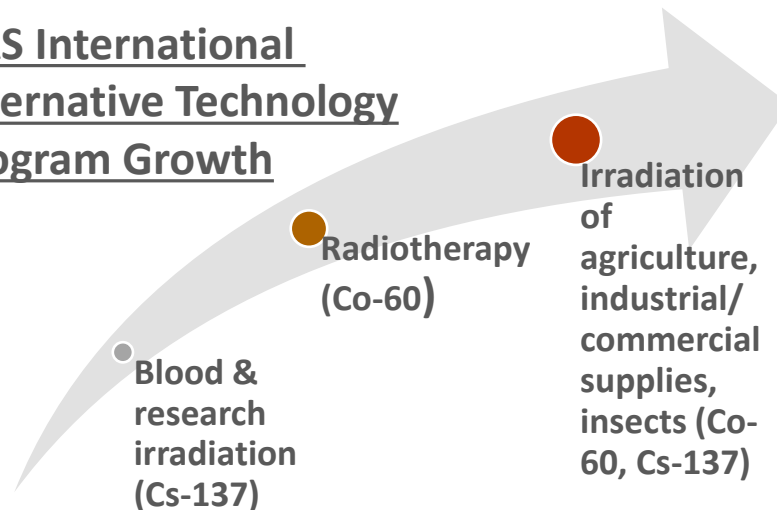 S International
ernative Technology
ogram Growth
Irradiation
of
agriculture,
industrial/
commercial
supplies,
insects (Co-
60, Cs-137)
Radiotherapy
(Co-60)
Blood &
research
irradiation
(Cs-137)